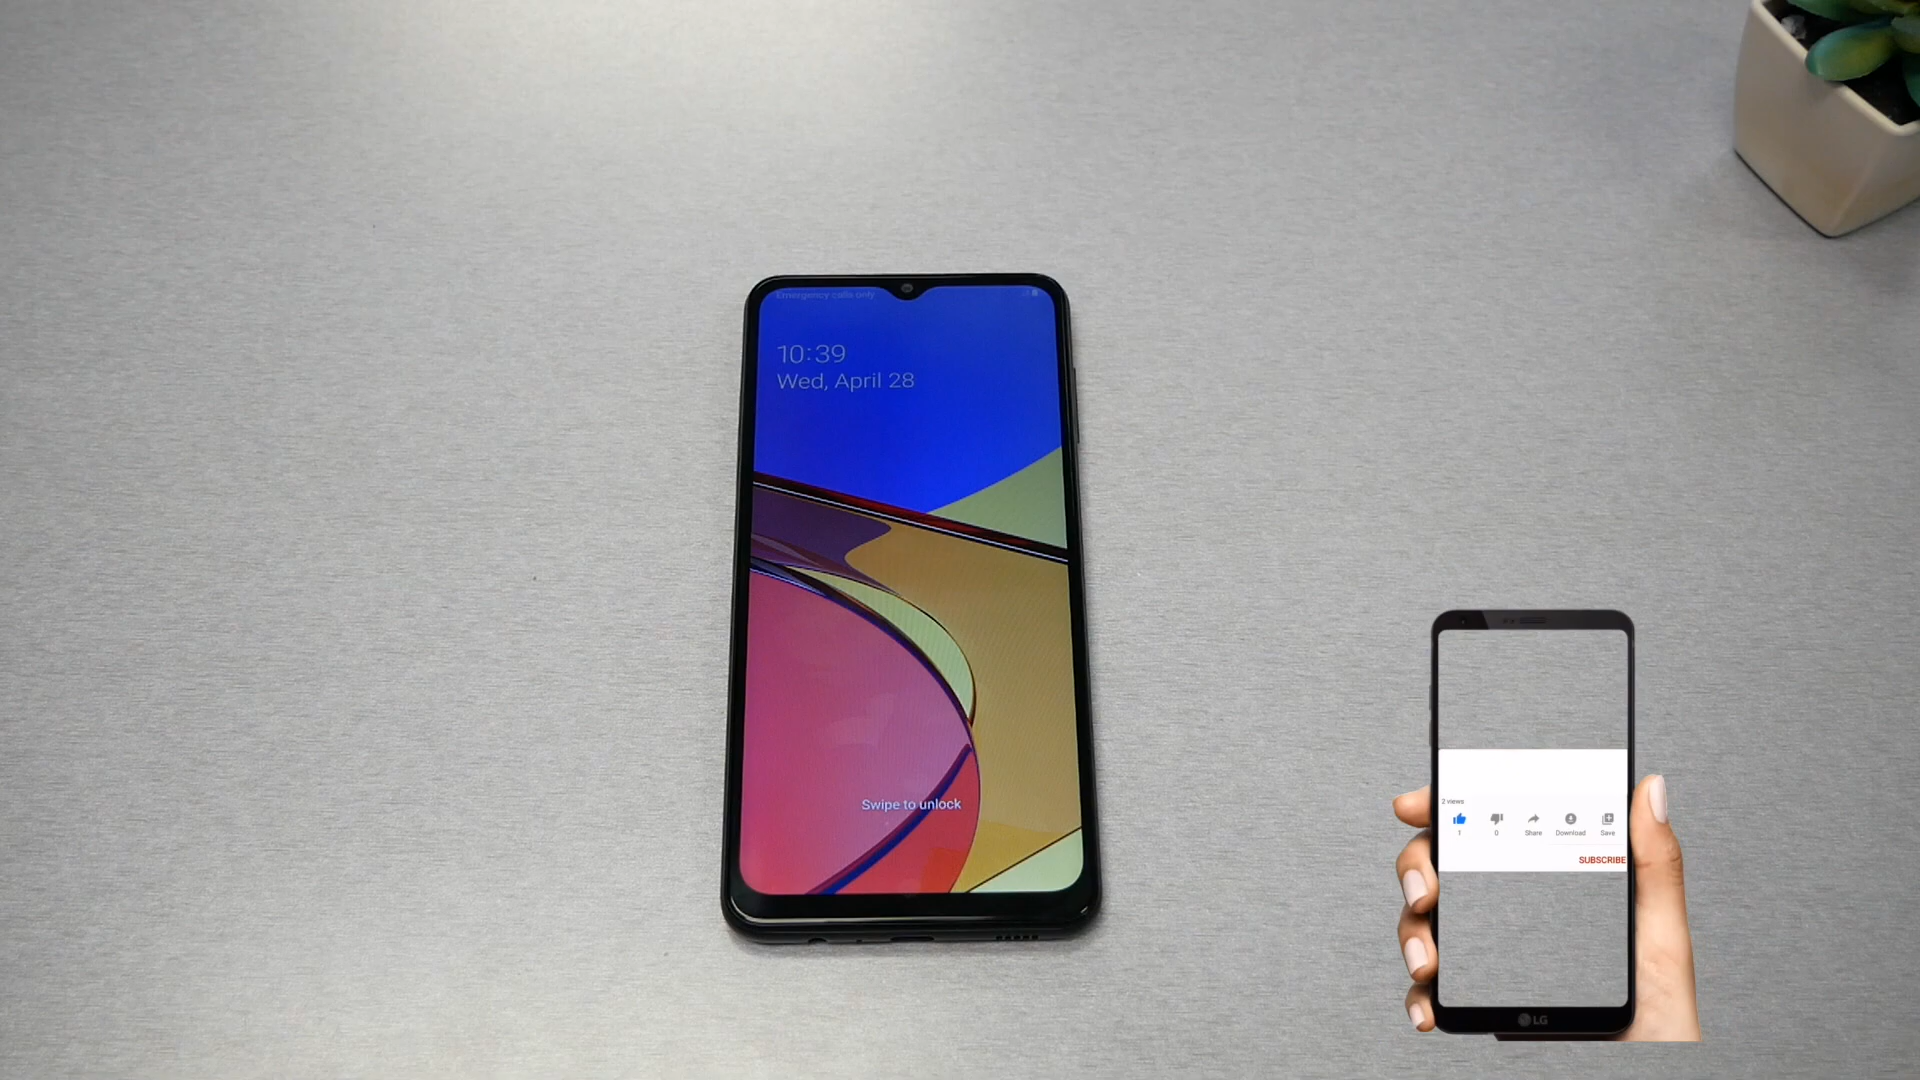 Emergency calls only
10:39
Wed, April 28
Swipe to unlock
2 views
1
0
Share
Download
Save
SUBSCRIBE
LG